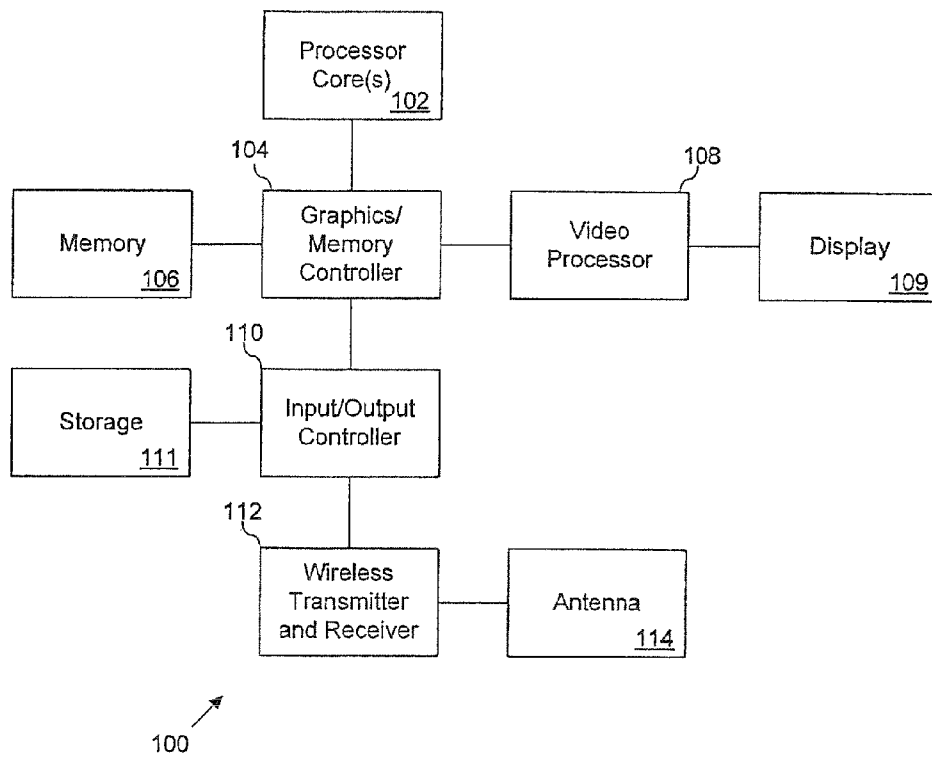 Processor
Core(s)
102
104
108
Memory
106
Graphics/
Memory
Controller
Video
Processor
Display
109
110
Storage
111
Input/Output
Controller
112
Wireless
Transmitter
and Receiver
Antenna
114
100